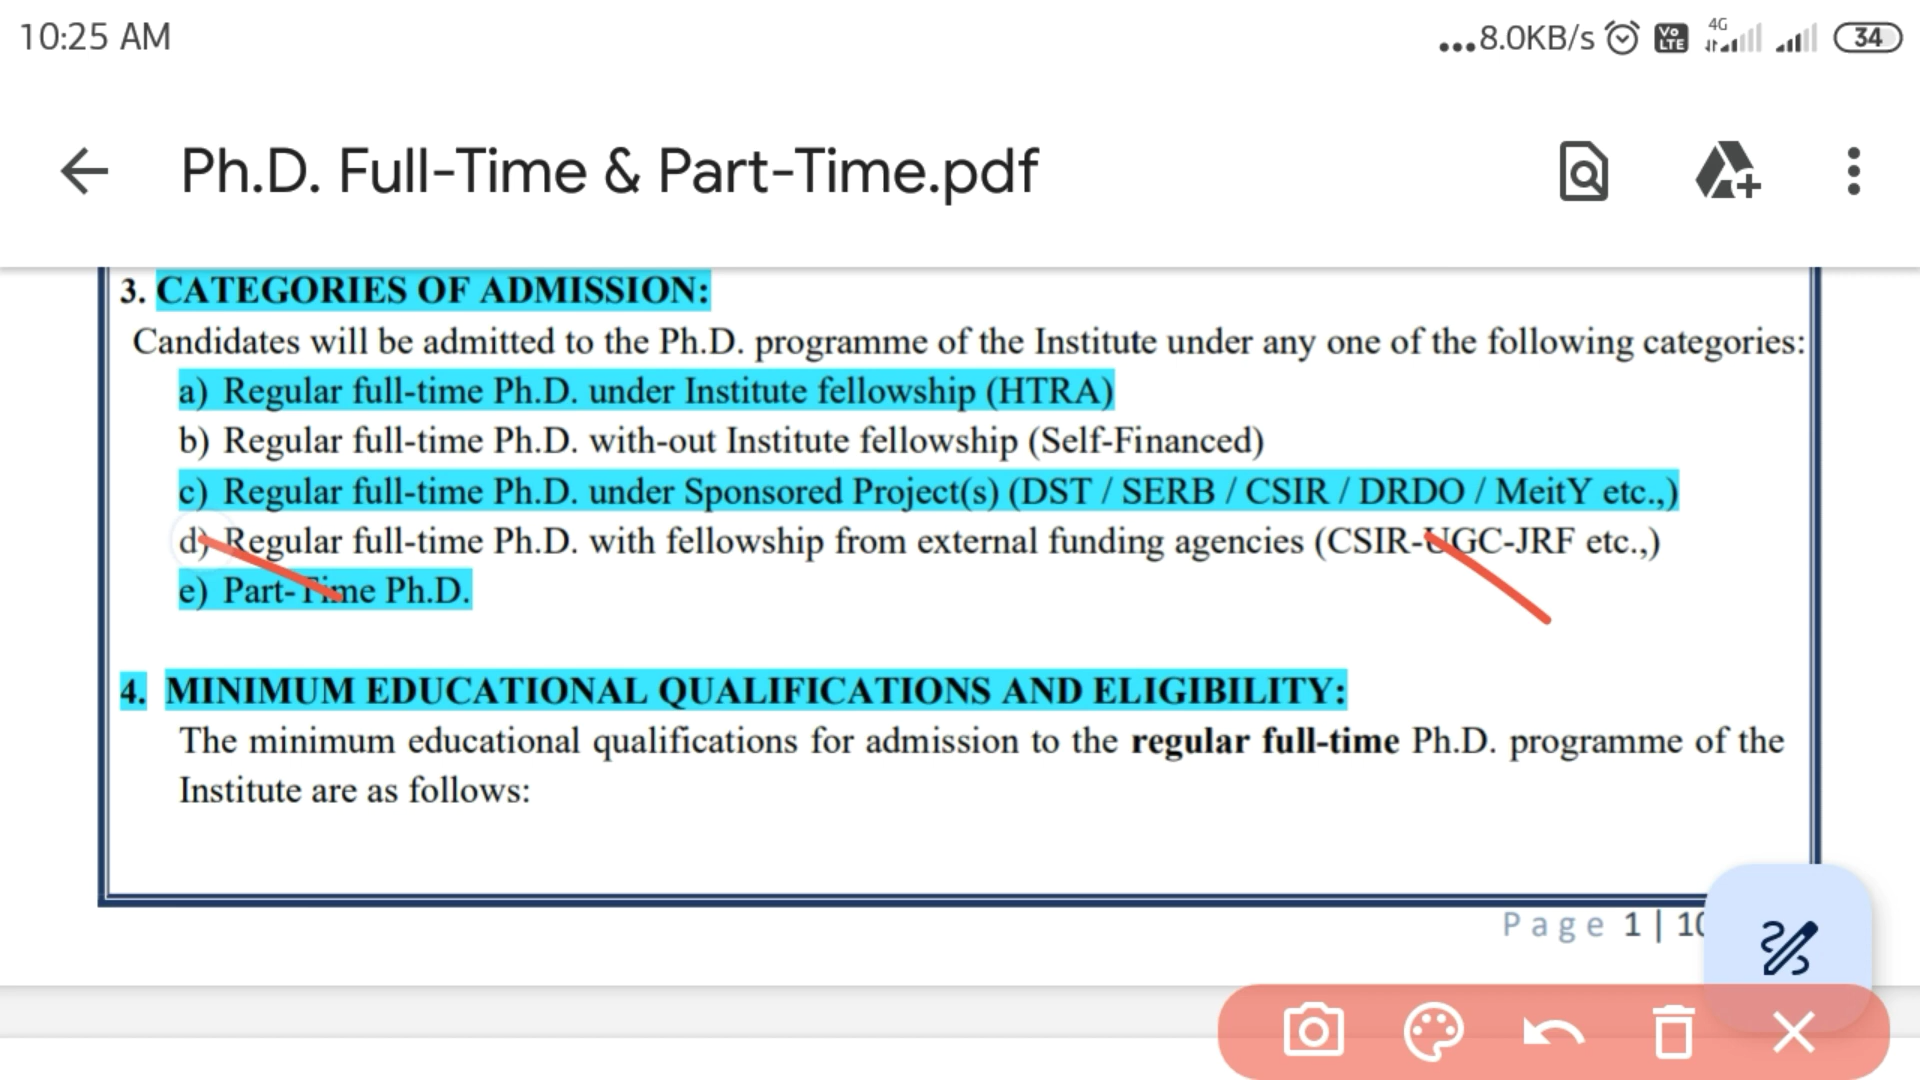 10:25 AM
...8.0KB/s Vo LTE 4G 34
Ph.D. Full-Time & Part-Time.pdf
3. CATEGORIES OF ADMISSION:
Candidates will be admitted to the Ph.D. programme of the Institute under any one of the following categories:
a) Regular full-time Ph.D. under Institute fellowship (HTRA)
b) Regular full-time Ph.D. with-out Institute fellowship (Self-Financed)
c) Regular full-time Ph.D. under Sponsored Project(s) (DST / SERB / CSIR / DRDO / MeitY etc.,)
d) Regular full-time Ph.D. with fellowship from external funding agencies (CSIR-UGC-JRF etc.,)
e) Part-Time Ph.D.
4. MINIMUM EDUCATIONAL QUALIFICATIONS AND ELIGIBILITY:
The minimum educational qualifications for admission to the regular full-time Ph.D. programme of the
Institute are as follows:
Page 1 | 10